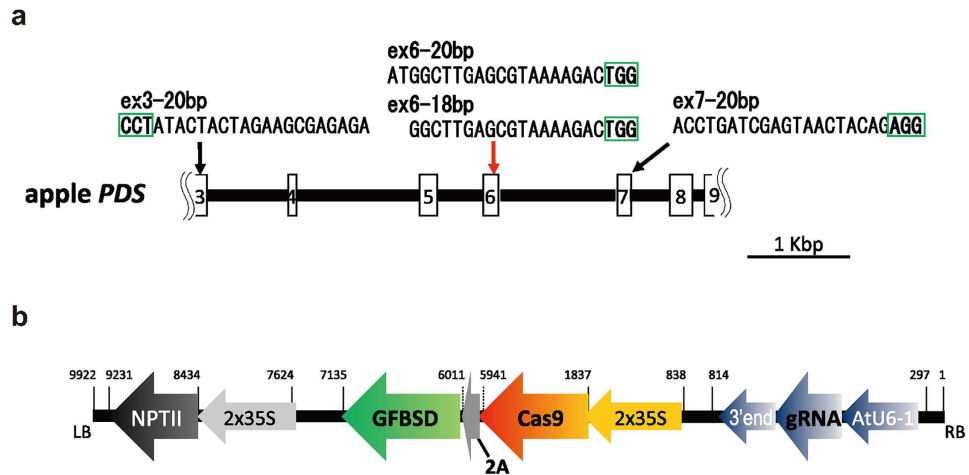 a
ex6-20bp
ATGGCTTGAGCGTAAAAGACTGG
ex3-20bp
ex6-18bp
ex7-20bp
CCTATACTACTAGAAGCGAGAGA
GGCTTGAGCGTAAAAGACTGG
ACCTGATCGAGTAACTACAGAGG
apple PDS
3 4 5 6 7 8 9
1 Kbp
b
9922 9231 8434 7624 7135 6011 5941 1837 838 814 297 1
NPTII 2x35S GFBSD Cas9 2x35S 3'end gRNA AtU6-1
LB RB
2A